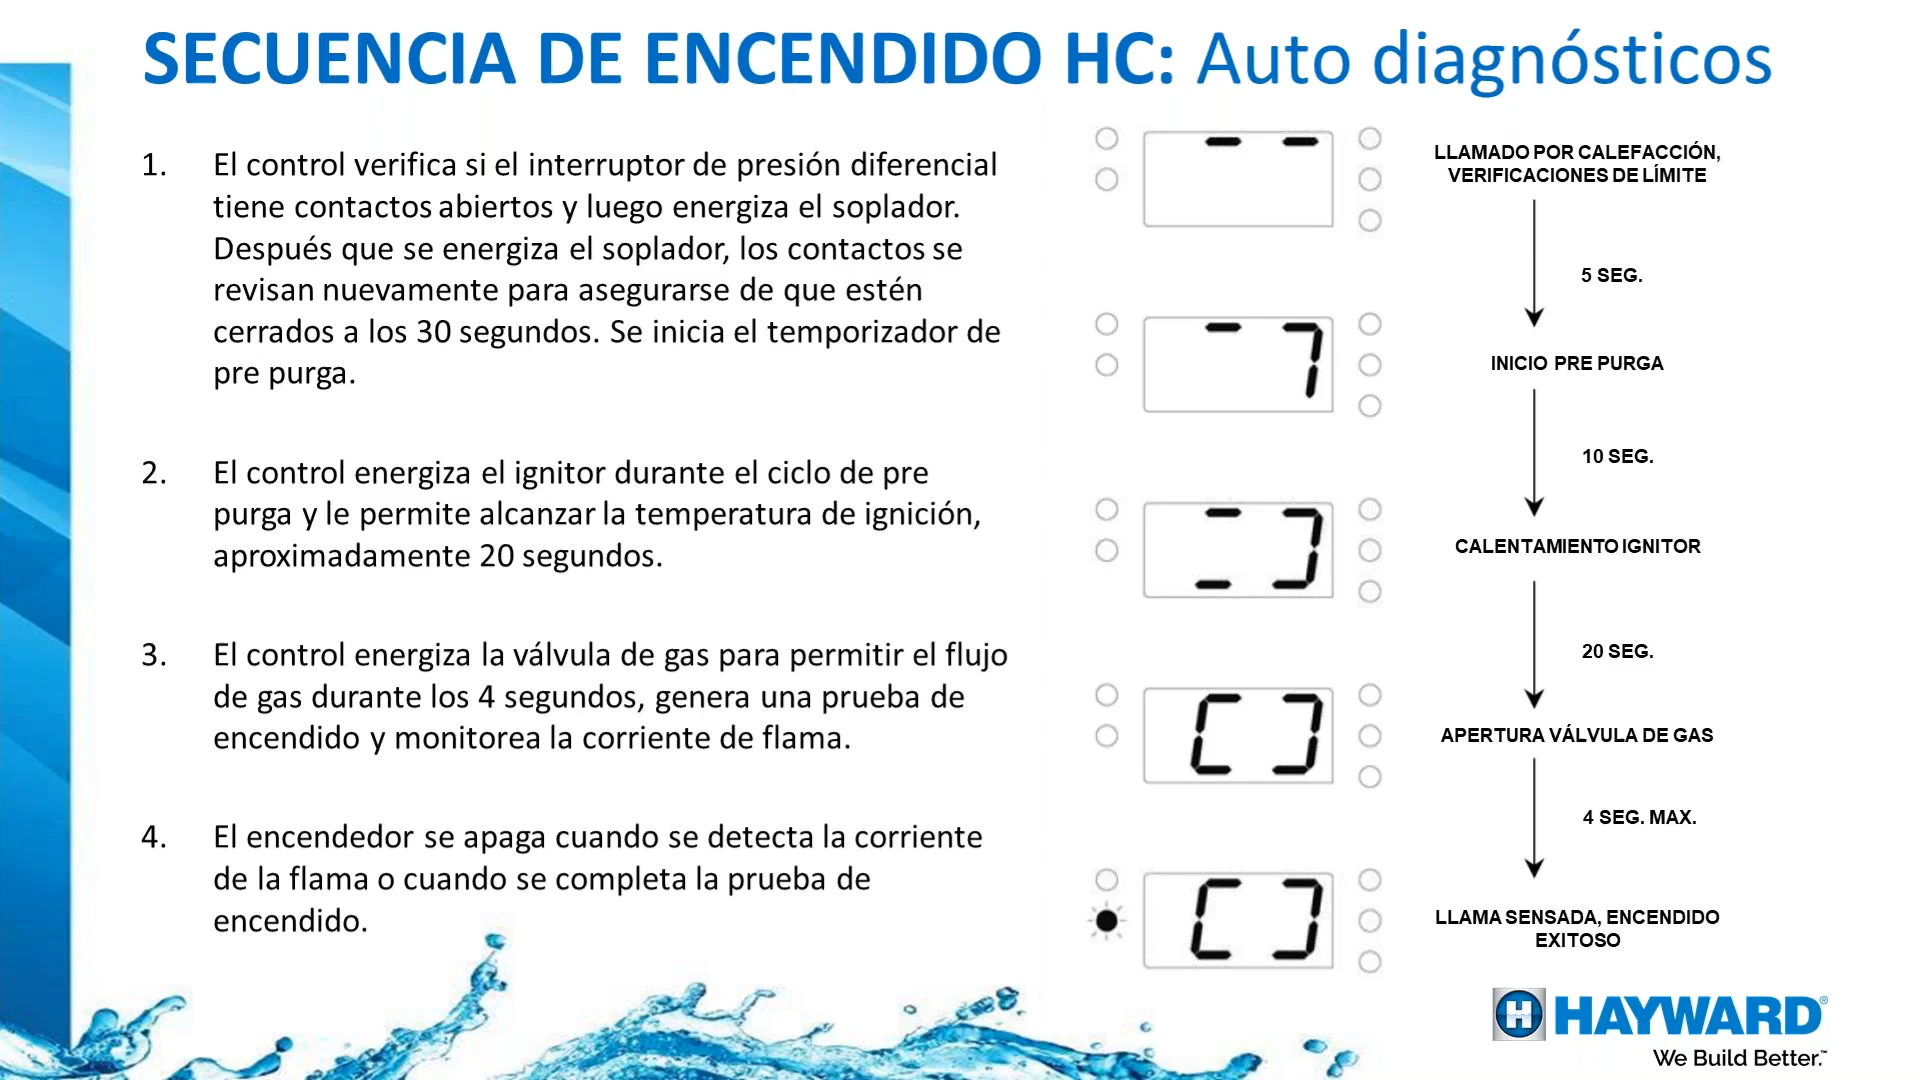 SECUENCIA DE ENCENDIDO HC: Auto diagnósticos
1. El control verifica si el interruptor de presión diferencial
tiene contactos abiertos y luego energiza el soplador.
Después que se energiza el soplador, los contactos se
revisan nuevamente para asegurarse de que estén
cerrados a los 30 segundos. Se inicia el temporizador de
pre purga.
2. El control energiza el ignitor durante el ciclo de pre
purga y le permite alcanzar la temperatura de ignición,
aproximadamente 20 segundos.
3. El control energiza la válvula de gas para permitir el flujo
de gas durante los 4 segundos, genera una prueba de
encendido y monitorea la corriente de flama.
4. El encendedor se apaga cuando se detecta la corriente
de la flama o cuando se completa la prueba de
encendido.
LLAMADO POR CALEFACCIÓN,
VERIFICACIONES DE LÍMITE
5 SEG.
INICIO PRE PURGA
10 SEG.
CALENTAMIENTO IGNITOR
20 SEG.
APERTURA VÁLVULA DE GAS
4 SEG. MAX.
LLAMA SENSADA, ENCENDIDO
EXITOSO
H HAYWARD®
We Build Better.™